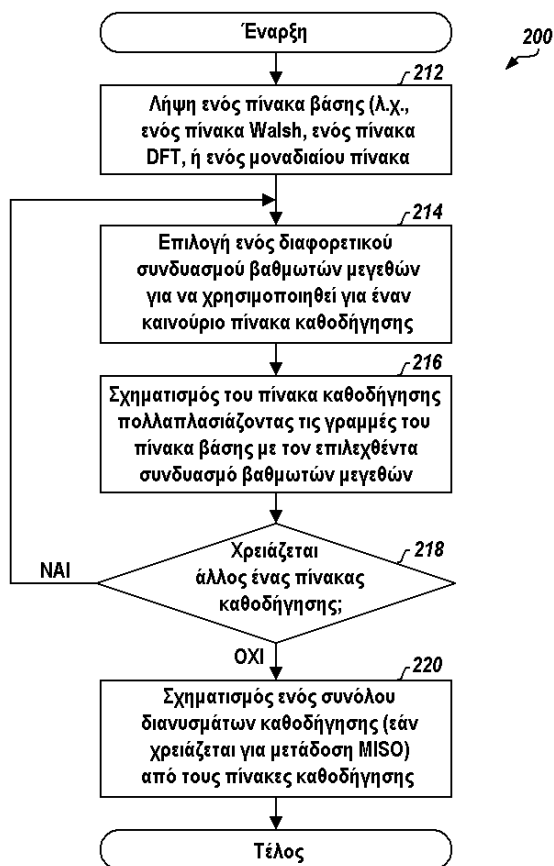 Έναρξη
200
212
Λήψη ενός πίνακα βάσης (λ.χ.,
ενός πίνακα Walsh, ενός πίνακα
DFT, ή ενός μοναδιαίου πίνακα
214
Επιλογή ενός διαφορετικού
συνδυασμού βαθμωτών μεγεθών
για να χρησιμοποιηθεί για έναν
καινούριο πίνακα καθοδήγησης
216
Σχηματισμός του πίνακα καθοδήγησης
πολλαπλασιάζοντας τις γραμμές του
πίνακα βάσης με τον επιλεχθέντα
συνδυασμό βαθμωτών μεγεθών
218
Χρειάζεται
άλλος ένας πίνακας
καθοδήγησης;
ΝΑΙ
ΟΧΙ
220
Σχηματισμός ενός συνόλου
διανυσμάτων καθοδήγησης (εάν
χρειάζεται για μετάδοση MISO)
από τους πίνακες καθοδήγησης
Τέλος